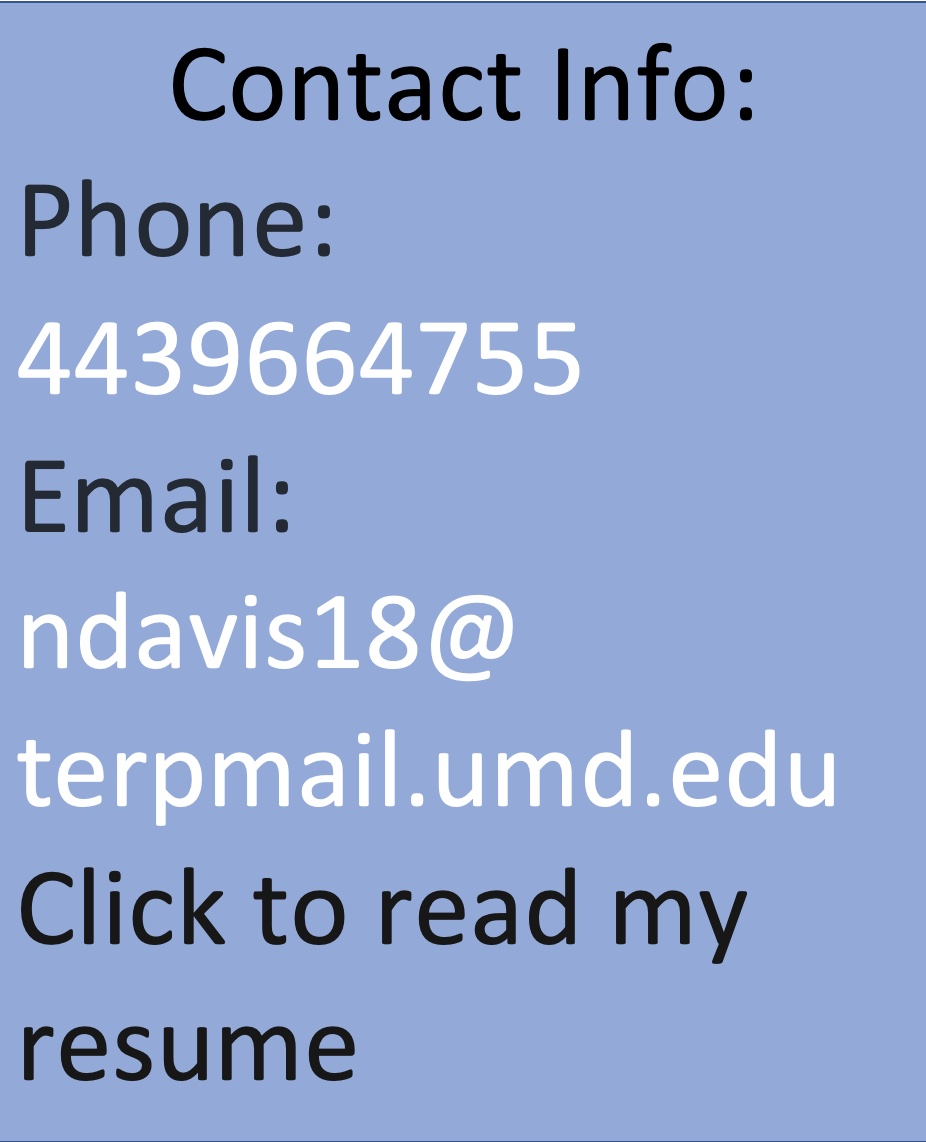 Contact Info:
Phone:
4439664755
Email:
ndavis18@
terpmail.umd.edu
Click to read my
resume